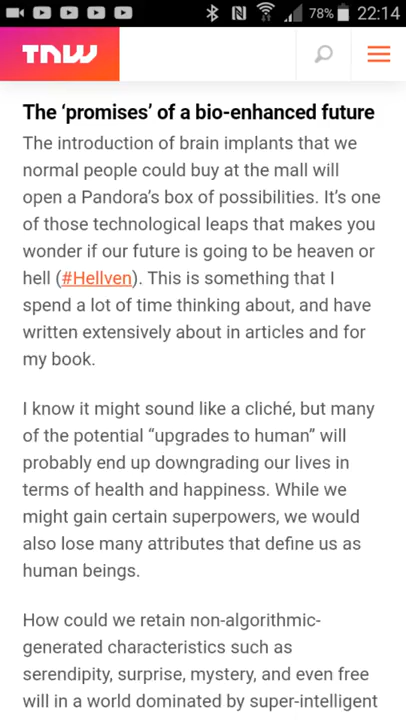 78% 22:14
TNW
The ‘promises’ of a bio-enhanced future
The introduction of brain implants that we
normal people could buy at the mall will
open a Pandora’s box of possibilities. It’s one
of those technological leaps that makes you
wonder if our future is going to be heaven or
hell (#Hellven). This is something that I
spend a lot of time thinking about, and have
written extensively about in articles and for
my book.
I know it might sound like a cliché, but many
of the potential “upgrades to human” will
probably end up downgrading our lives in
terms of health and happiness. While we
might gain certain superpowers, we would
also lose many attributes that define us as
human beings.
How could we retain non-algorithmic-
generated characteristics such as
serendipity, surprise, mystery, and even free
will in a world dominated by super-intelligent